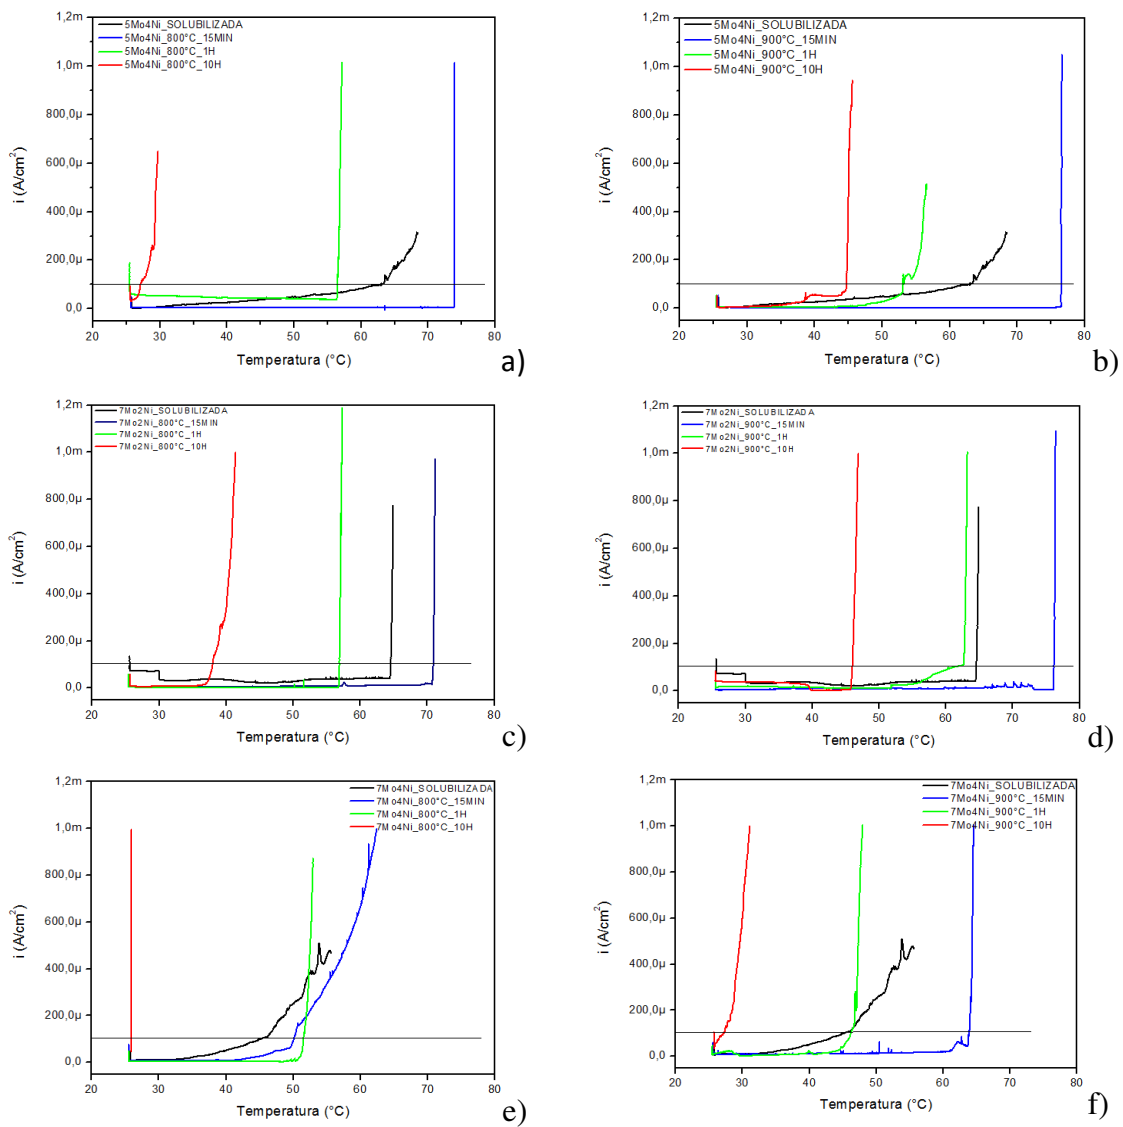 1,2m
5Mo4Ni_SOLUBILIZADA
5Mo4Ni_800°C_15MIN
5Mo4Ni_800°C_1H
5Mo4Ni_800°C_10H
1,0m
800,0µ
600,0µ
400,0µ
200,0µ
0,0
i (A/cm²)
20 30 40 50 60 70 80
Temperatura (°C)
a)
1,2m
5Mo4Ni_SOLUBILIZADA
5Mo4Ni_900°C_15MIN
5Mo4Ni_900°C_1H
5Mo4Ni_900°C_10H
1,0m
800,0µ
600,0µ
400,0µ
200,0µ
0,0
i (A/cm²)
20 30 40 50 60 70 80
Temperatura (°C)
b)
1,2m
7Mo2Ni_SOLUBILIZADA
7Mo2Ni_800°C_15MIN
7Mo2Ni_800°C_1H
7Mo2Ni_800°C_10H
1,0m
800,0µ
600,0µ
400,0µ
200,0µ
0,0
i (A/cm²)
20 30 40 50 60 70 80
Temperatura (°C)
c)
1,2m
7Mo2Ni_SOLUBILIZADA
7Mo2Ni_900°C_15MIN
7Mo2Ni_900°C_1H
7Mo2Ni_900°C_10H
1,0m
800,0µ
600,0µ
400,0µ
200,0µ
0,0
i (A/cm²)
20 30 40 50 60 70 80
Temperatura (°C)
d)
1,2m
7Mo4Ni_SOLUBILIZADA
7Mo4Ni_800°C_15MIN
7Mo4Ni_800°C_1H
7Mo4Ni_800°C_10H
1,0m
800,0µ
600,0µ
400,0µ
200,0µ
0,0
i (A/cm²)
20 30 40 50 60 70 80
Temperatura (°C)
e)
1,2m
7Mo4Ni_SOLUBILIZADA
7Mo4Ni_900°C_15MIN
7Mo4Ni_900°C_1H
7Mo4Ni_900°C_10H
1,0m
800,0µ
600,0µ
400,0µ
200,0µ
0,0
i (A/cm²)
20 30 40 50 60 70 80
Temperatura (°C)
f)